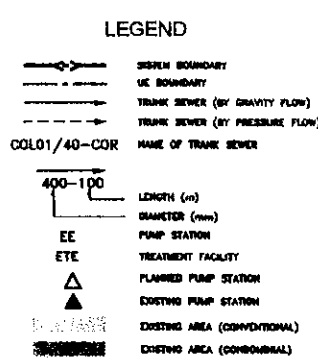 LEGEND
SISTEM BOUNDARY
UE BOUNDARY
TRUNK SEWER (BY GRAVITY FLOW)
TRUNK SEWER (BY PRESSURE FLOW)
COL01/40-COR NAME OF TRANK SEWER
400-100
LENGTH (m)
DIAMETER (mm)
EE PUMP STATION
ETE TREATMENT FACILITY
PLANNED PUMP STATION
EXISTING PUMP STATION
EXISTING AREA (CONVENTIONAL)
EXISTING AREA (CONDOMINIAL)